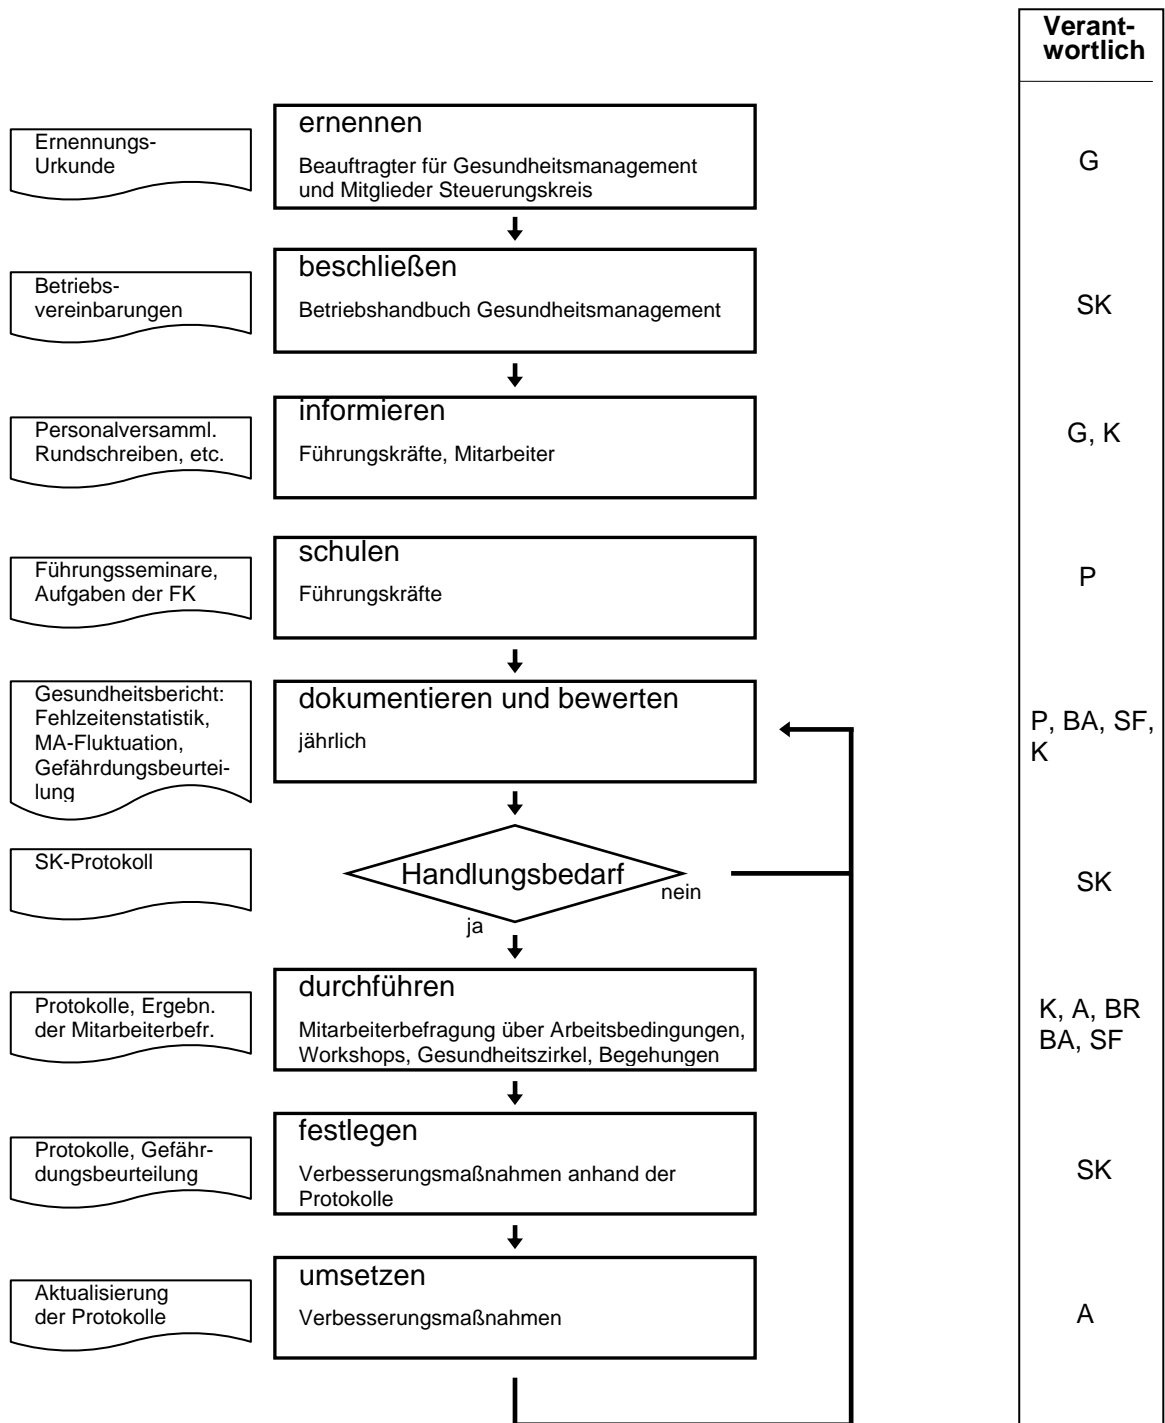 Verant-
wortlich
Ernennungs-
Urkunde
ernennen
Beauftragter für Gesundheitsmanagement
und Mitglieder Steuerungskreis
G
Betriebs-
vereinbarungen
beschließen
Betriebshandbuch Gesundheitsmanagement
SK
Personalversamml.
Rundschreiben, etc.
informieren
Führungskräfte, Mitarbeiter
G, K
Führungsseminare,
Aufgaben der FK
schulen
Führungskräfte
P
Gesundheitsbericht:
Fehlzeitenstatistik,
MA-Fluktuation,
Gefährdungsbeurtei-
lung
dokumentieren und bewerten
jährlich
P, BA, SF,
K
SK-Protokoll
Handlungsbedarf
nein
ja
SK
Protokolle, Ergebn.
der Mitarbeiterbefr.
durchführen
Mitarbeiterbefragung über Arbeitsbedingungen,
Workshops, Gesundheitszirkel, Begehungen
K, A, BR
BA, SF
Protokolle, Gefähr-
dungsbeurteilung
festlegen
Verbesserungsmaßnahmen anhand der
Protokolle
SK
Aktualisierung
der Protokolle
umsetzen
Verbesserungsmaßnahmen
A